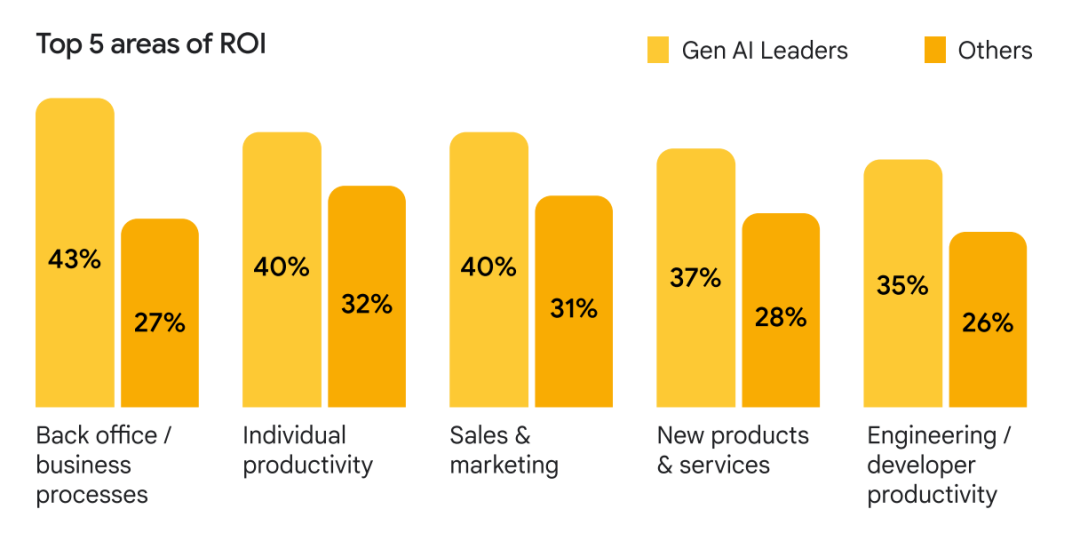 Top 5 areas of ROI
Gen AI Leaders
Others
43%
27%
40%
32%
40%
31%
37%
28%
35%
26%
Back office /
business
processes
Individual
productivity
Sales &
marketing
New products
& services
Engineering /
developer
productivity